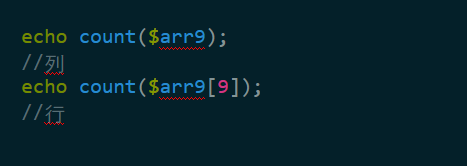 echo count($arr9);
//列
echo count($arr9[9]);
//行